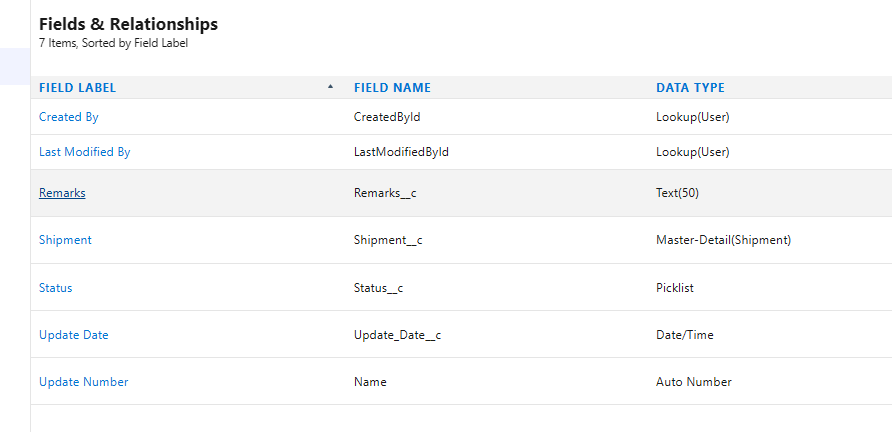 Fields & Relationships
7 Items, Sorted by Field Label
FIELD LABEL FIELD NAME DATA TYPE
Created By CreatedById Lookup(User)
Last Modified By LastModifiedById Lookup(User)
Remarks Remarks__c Text(50)
Shipment Shipment__c Master-Detail(Shipment)
Status Status__c Picklist
Update Date Update_Date__c Date/Time
Update Number Name Auto Number